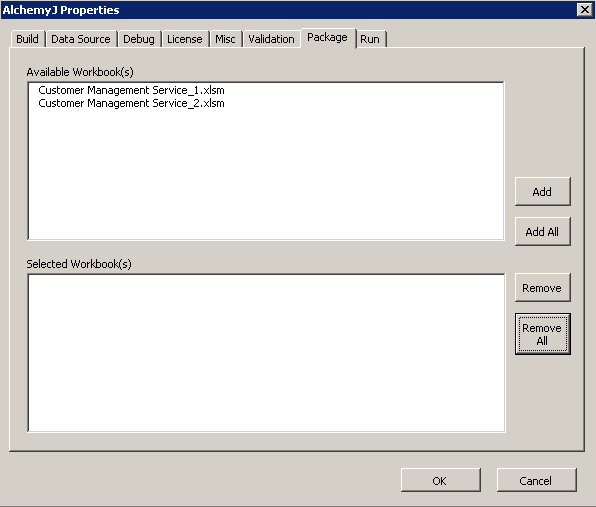 AlchemyJ Properties
Build Data Source Debug License Misc Validation Package Run
Available Workbook(s)
Customer Management Service_1.xlsm
Customer Management Service_2.xlsm
Add
Add All
Selected Workbook(s)
Remove
Remove
All
OK Cancel